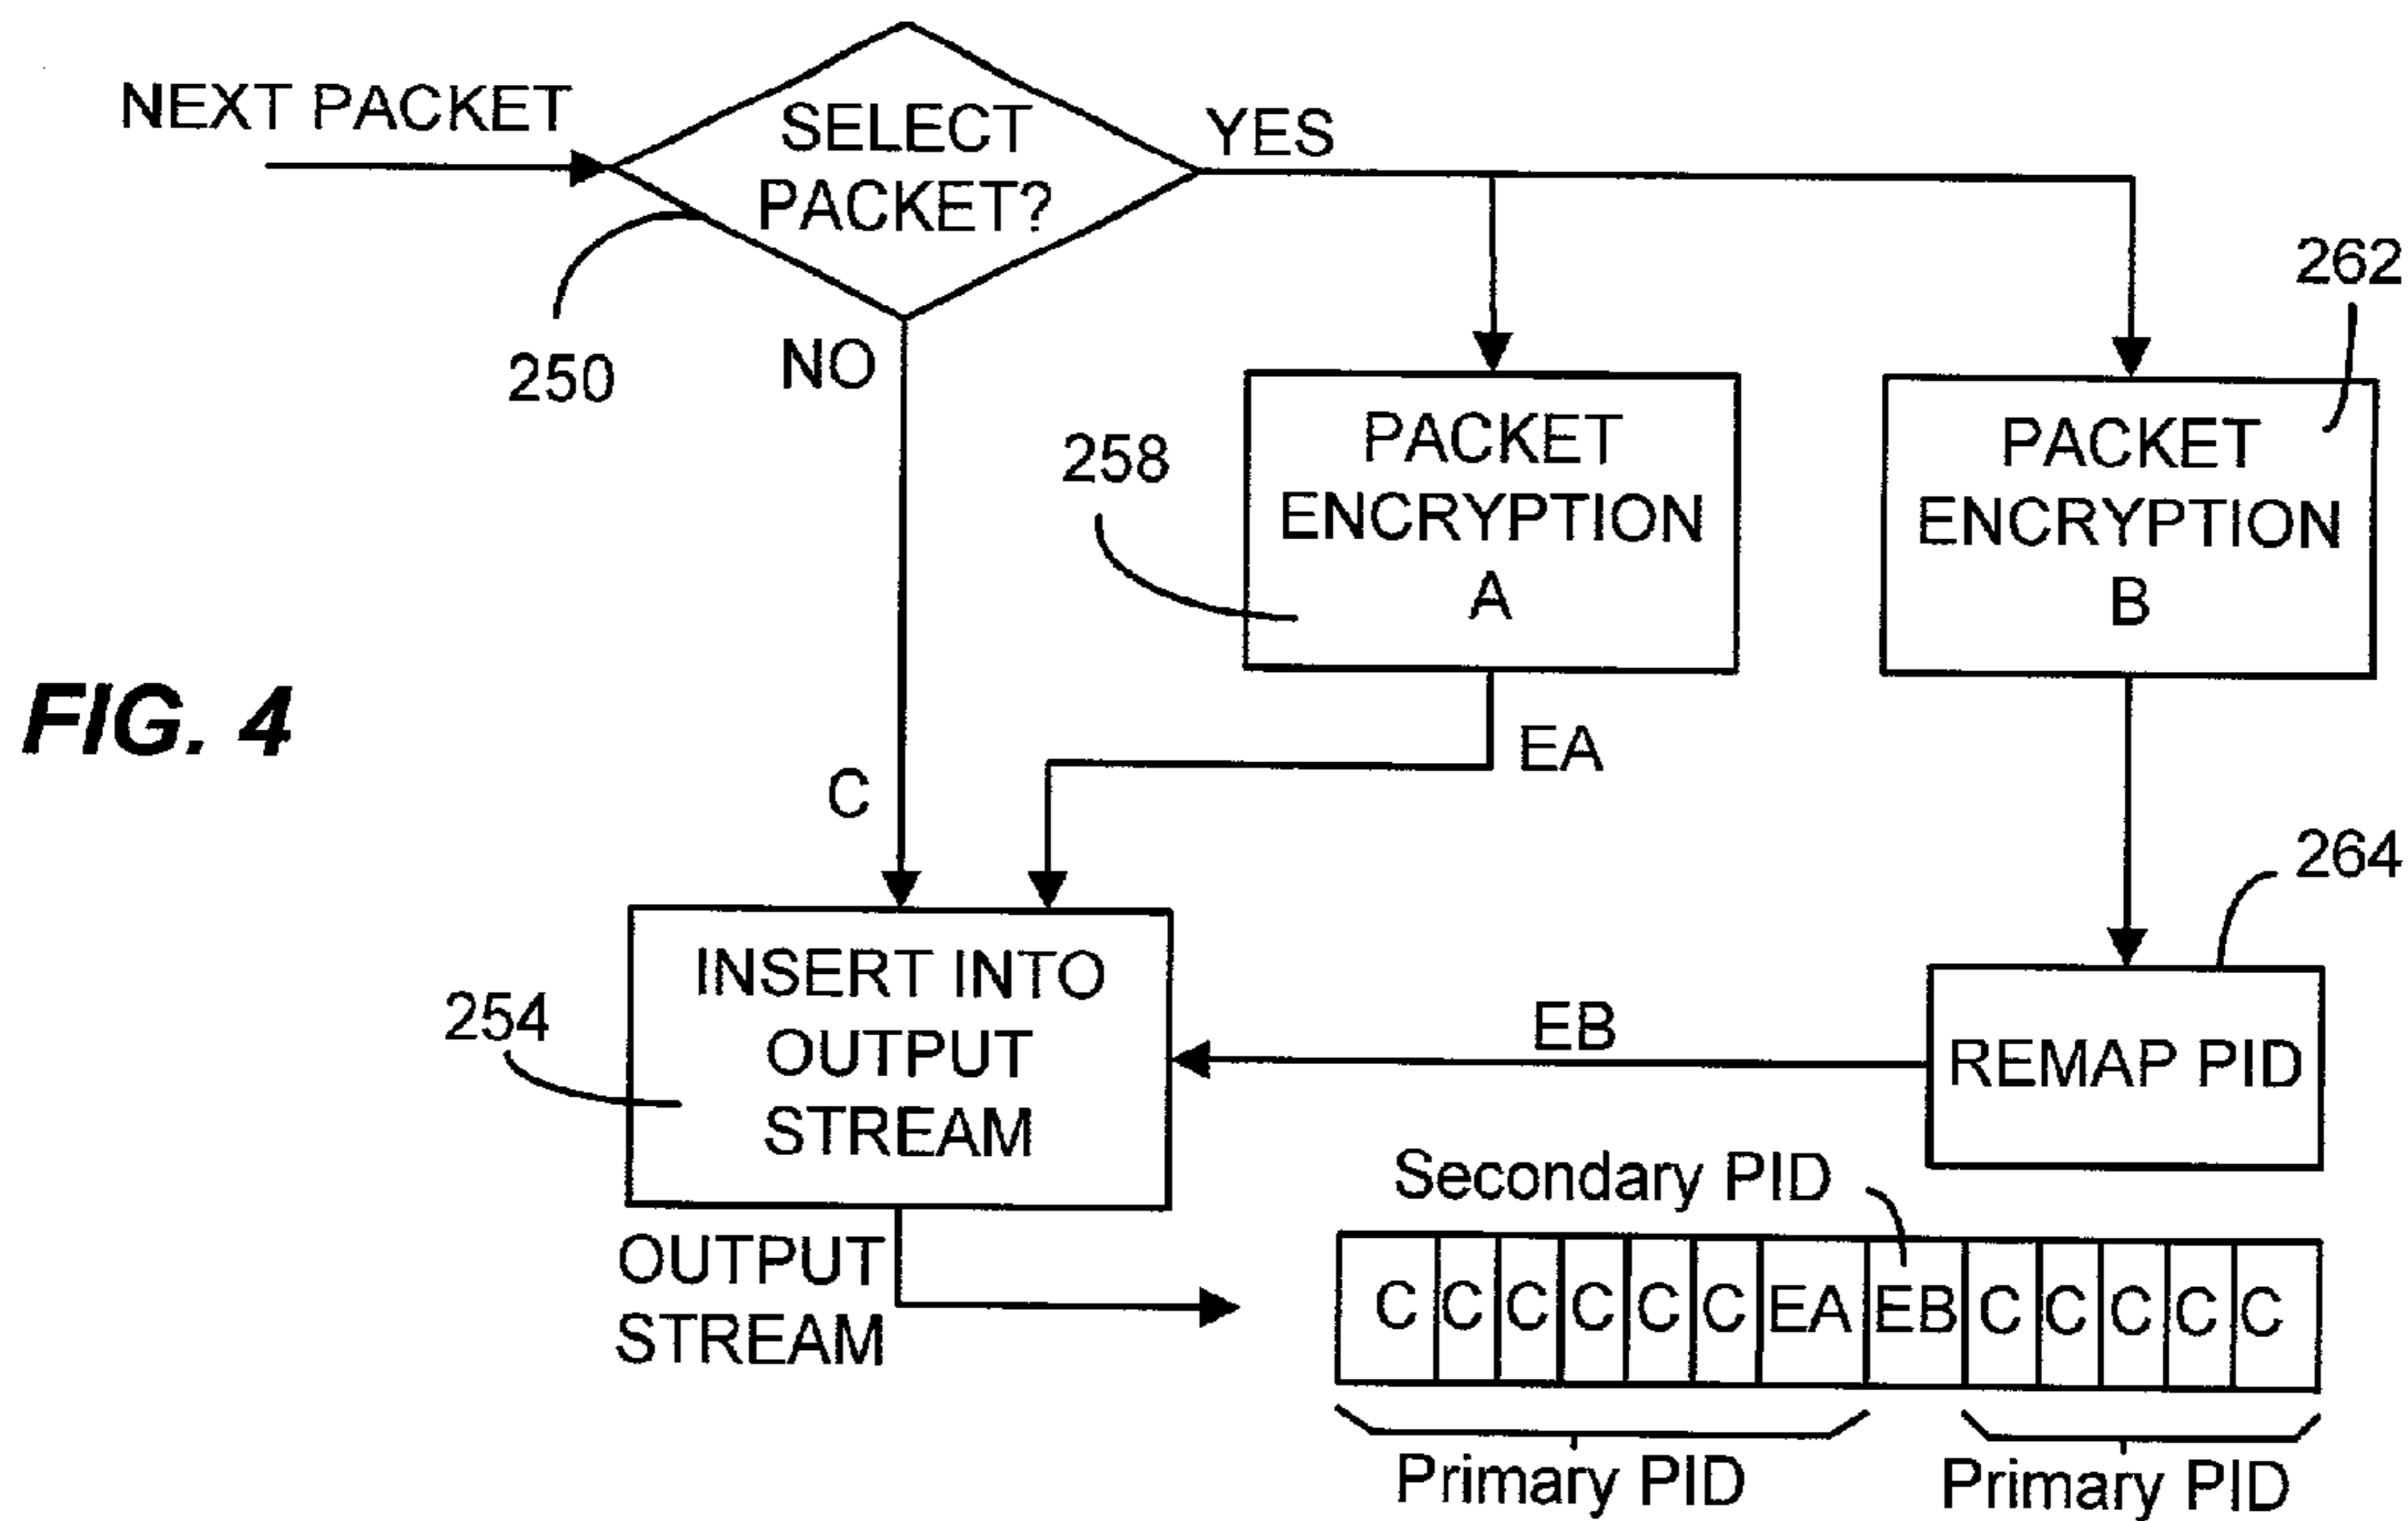 NEXT PACKET
SELECT
PACKET?
YES
250
NO
262
258
PACKET
ENCRYPTION
A
PACKET
ENCRYPTION
B
FIG. 4
C
EA
264
254
INSERT INTO
OUTPUT
STREAM
EB
REMAP PID
Secondary PID
OUTPUT
STREAM
C C C C C C EA EB C C C C C
Primary PID
Primary PID